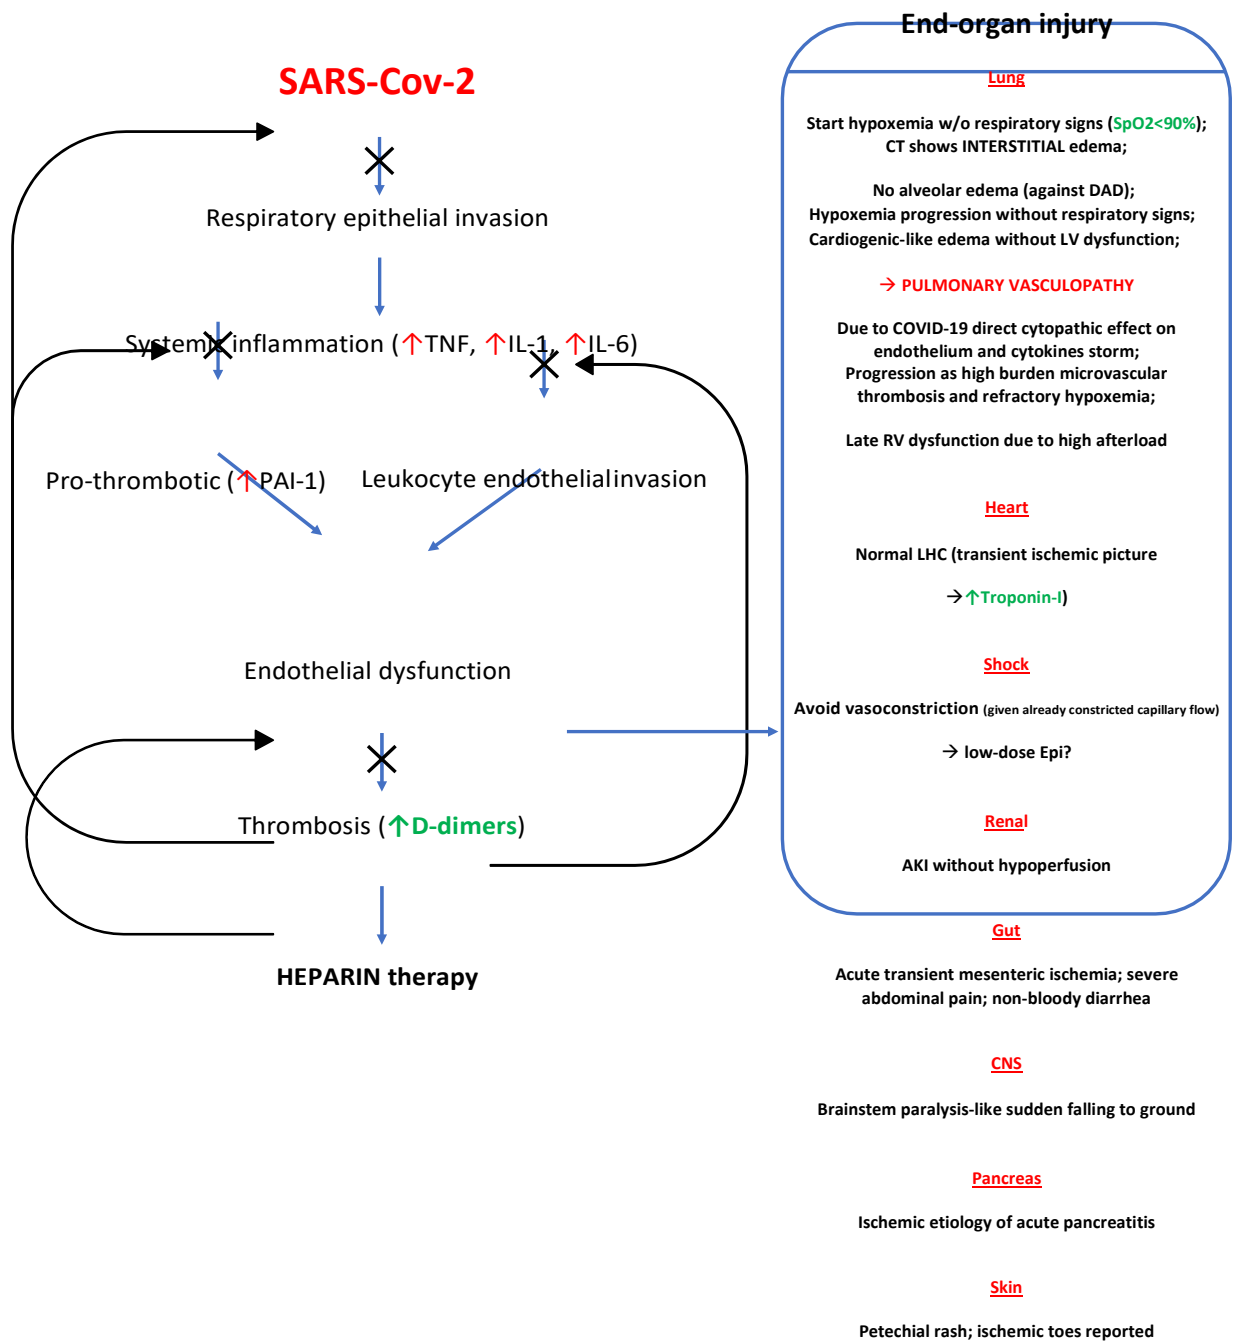 SARS-Cov-2
Respiratory epithelial invasion
Systemic inflammation (↑TNF, ↑IL-1, ↑IL-6)
Pro-thrombotic (↑PAI-1)
Leukocyte endothelial invasion
Endothelial dysfunction
Thrombosis (↑D-dimers)
HEPARIN therapy
End-organ injury
Lung
Start hypoxemia w/o respiratory signs (SpO2<90%);
CT shows INTERSTITIAL edema;
No alveolar edema (against DAD);
Hypoxemia progression without respiratory signs;
Cardiogenic-like edema without LV dysfunction;
→ PULMONARY VASCULOPATHY
Due to COVID-19 direct cytopathic effect on
endothelium and cytokines storm;
Progression as high burden microvascular
thrombosis and refractory hypoxemia;
Late RV dysfunction due to high afterload
Heart
Normal LHC (transient ischemic picture
→↑Troponin-I)
Shock
Avoid vasoconstriction (given already constricted capillary flow)
→ low-dose Epi?
Renal
AKI without hypoperfusion
Gut
Acute transient mesenteric ischemia; severe
abdominal pain; non-bloody diarrhea
CNS
Brainstem paralysis-like sudden falling to ground
Pancreas
Ischemic etiology of acute pancreatitis
Skin
Petechial rash; ischemic toes reported